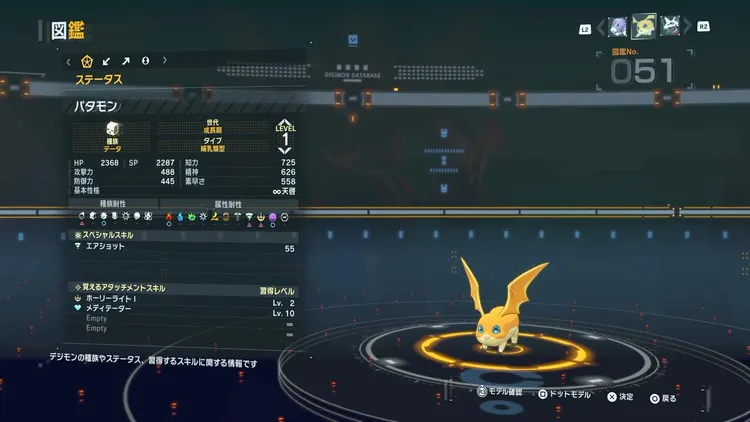 図鑑
L2
R2
図鑑No.
051
DIGIMON DATABASE
ステータス
パタモン
種族
データ
世代
成長期
タイプ
哺乳類型
LEVEL
1
HP 2368 SP 2287 知力 725
攻撃力 488 精神 626
防御力 445 素早さ 558
基本性格 天啓
種族耐性 属性耐性
スペシャルスキル
エアショット 55
覚えるアタッチメントスキル 習得レベル
ホーリーライトⅠ Lv. 2
メディテーター Lv. 10
Empty
Empty
デジモンの種族やステータス、習得するスキルに関する情報です
モデル確認 ドットモデル 決定 戻る